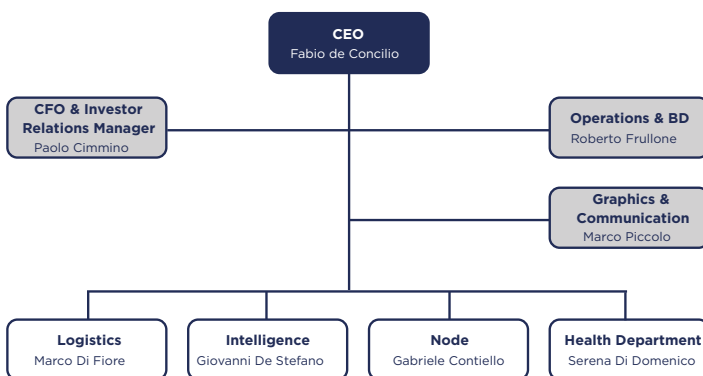 CEO
Fabio de Concilio
CFO & Investor
Relations Manager
Paolo Cimmino
Operations & BD
Roberto Frullone
Graphics &
Communication
Marco Piccolo
Logistics
Marco Di Fiore
Intelligence
Giovanni De Stefano
Node
Gabriele Contiello
Health Department
Serena Di Domenico